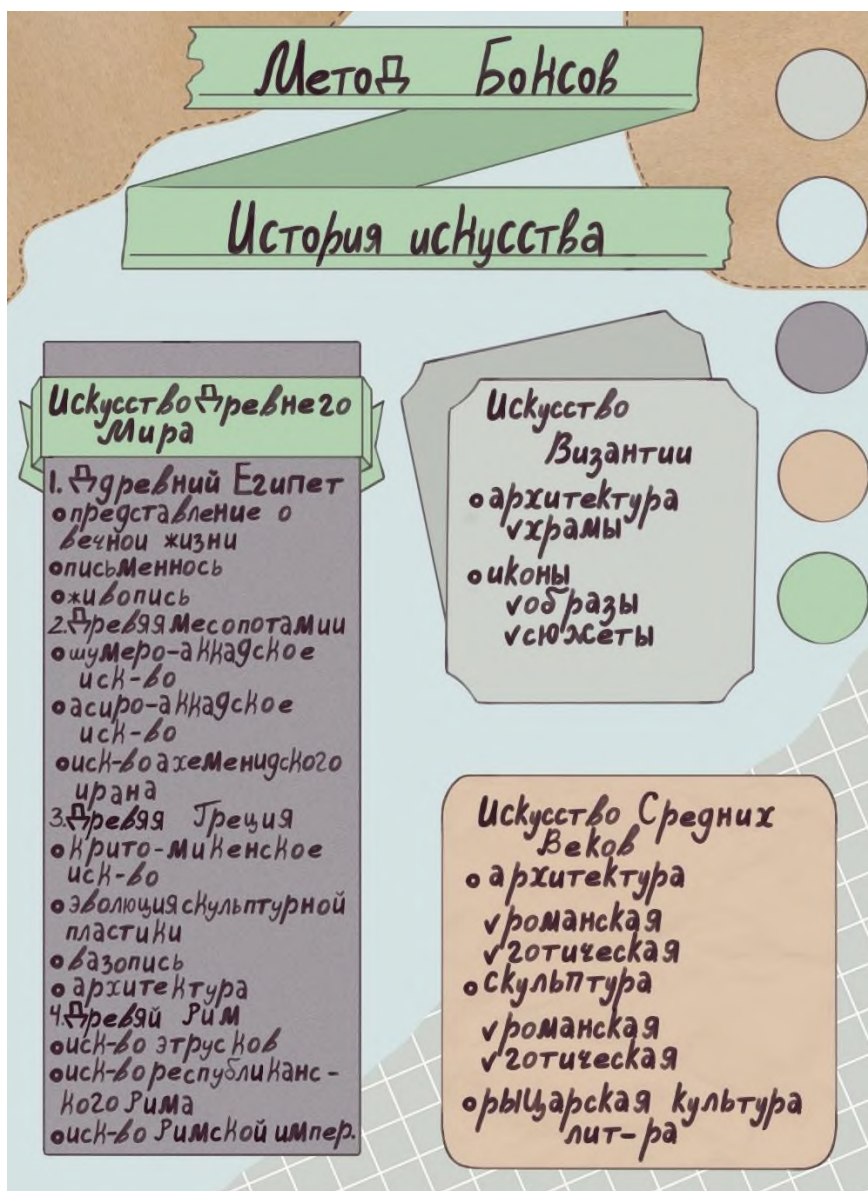 Метод Боксов
История искусства
Искусство Древнего
Мира
1. Ддревний Египет
• представление о
вечной жизни
• письменнось
• живопись
2. Древяя месопотамии
• шумеро-аккадское
иск-во
• асиро-аккадское
иск-во
• иск-во ахеменидского
ирана
3. Древяя Греция
• крито-микенское
иск-во
• эволюция скульптурной
пластики
• вазопись
• архитектура
4. Древяй Рим
• иск-во этрусков
• иск-во республиканс-
кого Рима
• иск-во Римской импер.
Искусство
Византии
• архитектура
✓ храмы
• иконы
✓ образы
✓ сюжеты
Искусство Средних
Веков
• архитектура
✓ романская
✓ готическая
• скульптура
✓ романская
✓ готическая
• рыцарская культура
лит-ра